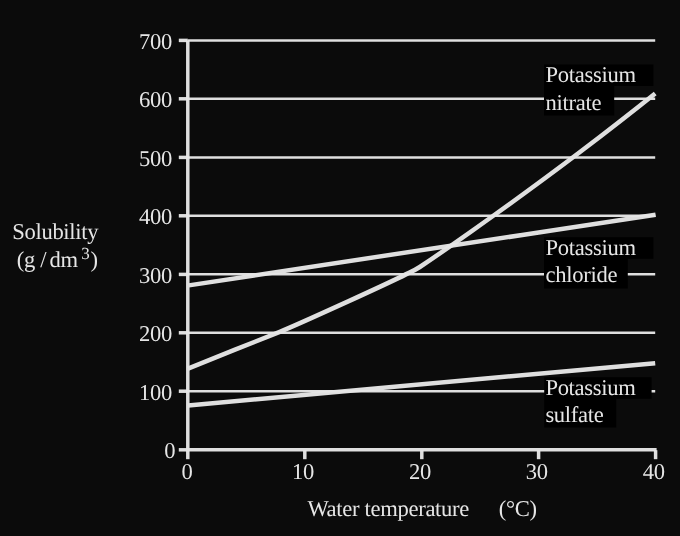 700
600
500
400
300
200
100
0
Solubility
(g / dm³)
Potassium
nitrate
Potassium
chloride
Potassium
sulfate
0 10 20 30 40
Water temperature (°C)